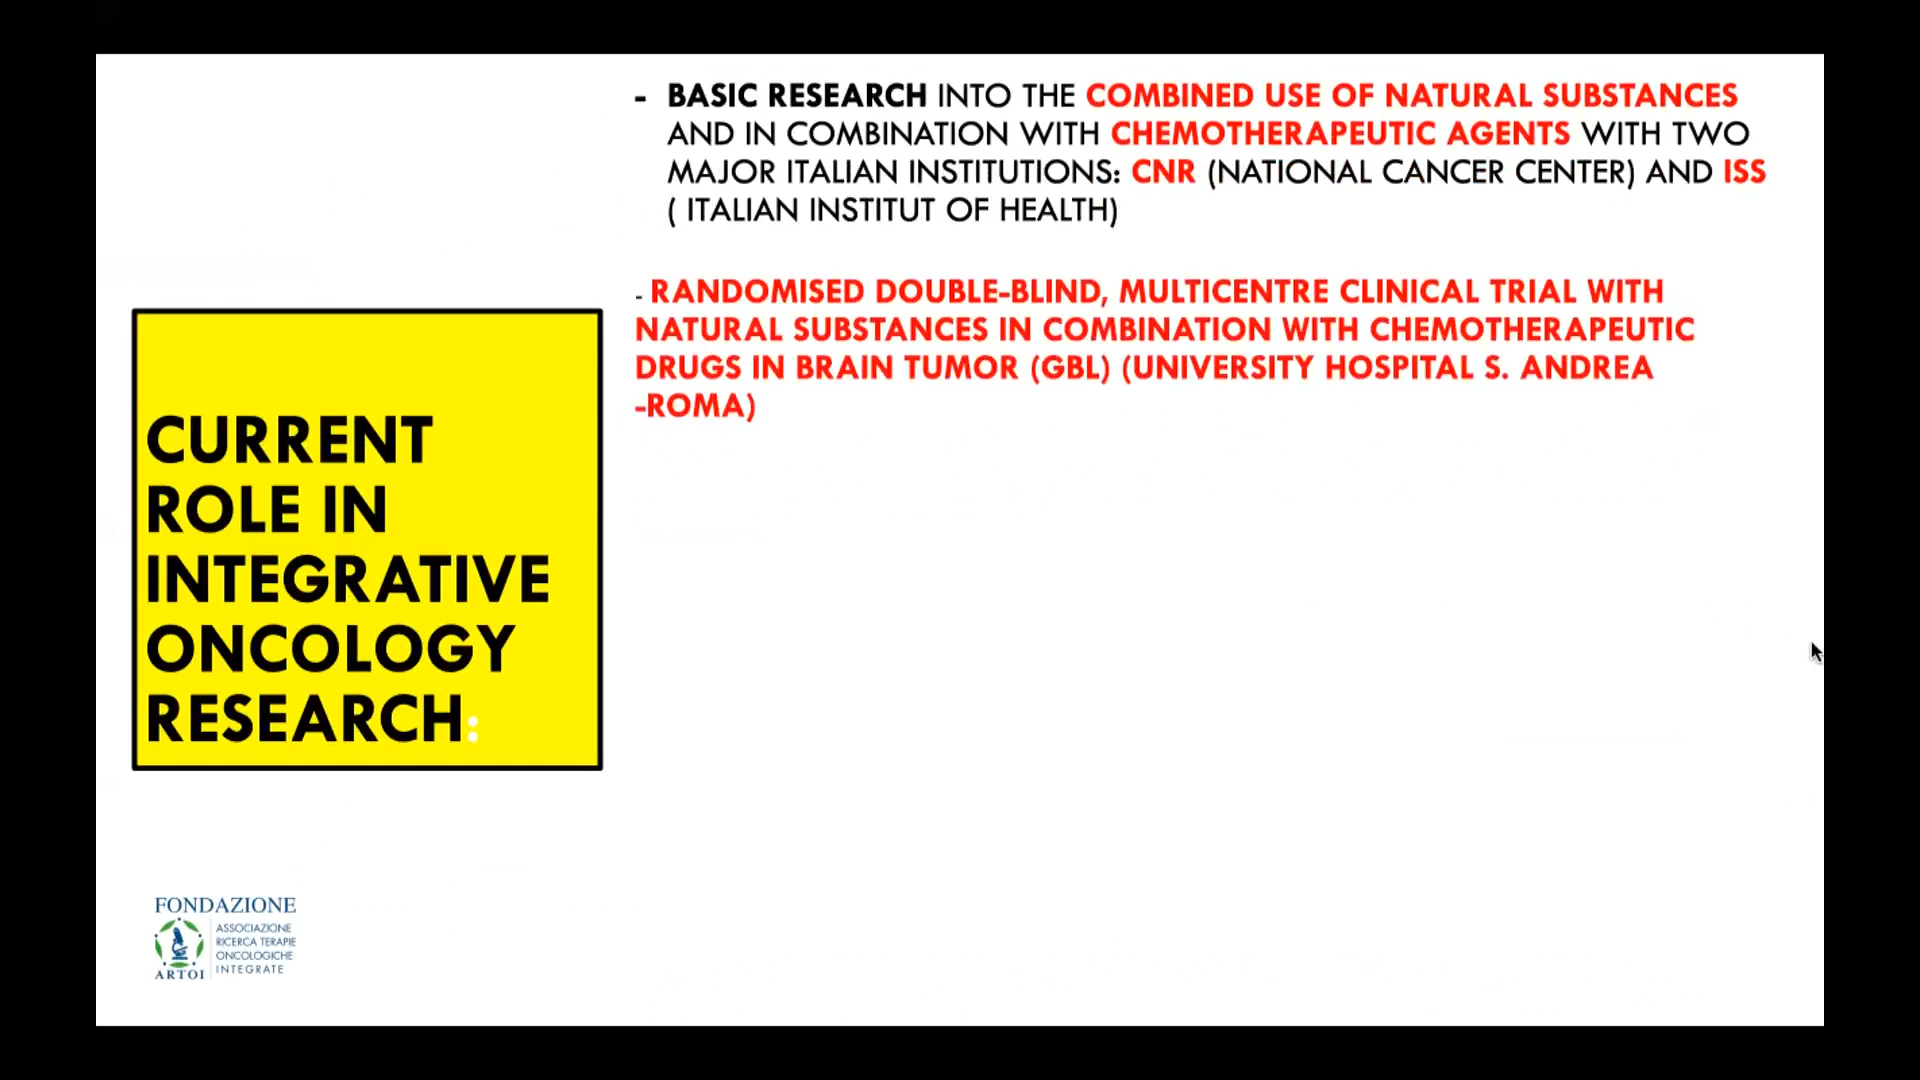 - BASIC RESEARCH INTO THE COMBINED USE OF NATURAL SUBSTANCES
AND IN COMBINATION WITH CHEMOTHERAPEUTIC AGENTS WITH TWO
MAJOR ITALIAN INSTITUTIONS: CNR (NATIONAL CANCER CENTER) AND ISS
( ITALIAN INSTITUT OF HEALTH)
- RANDOMISED DOUBLE-BLIND, MULTICENTRE CLINICAL TRIAL WITH
NATURAL SUBSTANCES IN COMBINATION WITH CHEMOTHERAPEUTIC
DRUGS IN BRAIN TUMOR (GBL) (UNIVERSITY HOSPITAL S. ANDREA
-ROMA)
CURRENT
ROLE IN
INTEGRATIVE
ONCOLOGY
RESEARCH:
FONDAZIONE
ARTOI
ASSOCIAZIONE
RICERCA TERAPIE
ONCOLOGICHE
INTEGRATE